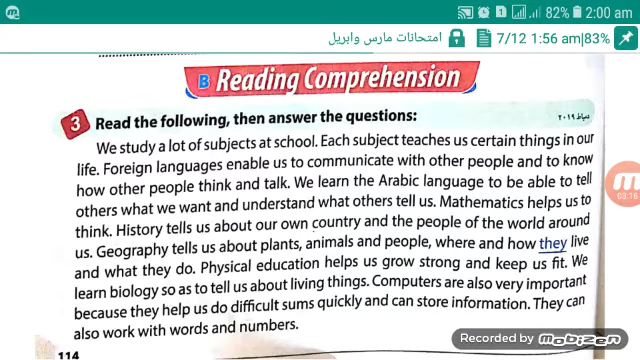 82% 2:00 am
امتحانات مارس وابريل 7/12 1:56 am|83%
B Reading Comprehension
3 Read the following, then answer the questions:
دمياط ٢٠١٩
We study a lot of subjects at school. Each subject teaches us certain things in our
life. Foreign languages enable us to communicate with other people and to know
how other people think and talk. We learn the Arabic language to be able to tell
others what we want and understand what others tell us. Mathematics helps us to
think. History tells us about our own country and the people of the world around
us. Geography tells us about plants, animals and people, where and how they live
and what they do. Physical education helps us grow strong and keep us fit. We
learn biology so as to tell us about living things. Computers are also very important
because they help us do difficult sums quickly and can store information. They can
also work with words and numbers.
114
03:16
Recorded by mobizen